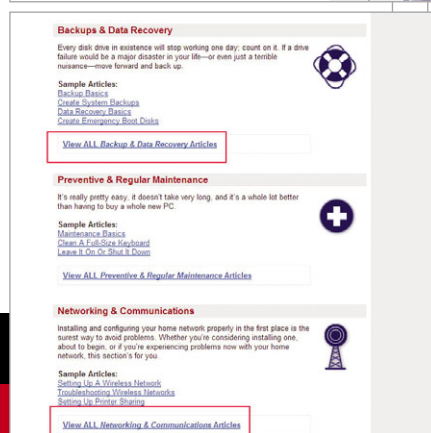 Backups & Data Recovery
Every disk drive in existence will stop working one day; count on it. If a drive
failure would be a major disaster in your life—or even just a terrible
nuisance—move forward and back up.
Sample Articles:
Backup Basics
Create System Backups
Data Recovery Basics
Create Emergency Boot Disks
View ALL Backup & Data Recovery Articles
Preventive & Regular Maintenance
It's really pretty easy, it doesn't take very long, and it's a whole lot better
than having to buy a whole new PC.
Sample Articles:
Maintenance Basics
Clean A Full-Size Keyboard
Leave It On Or Shut It Down
View ALL Preventive & Regular Maintenance Articles
Networking & Communications
Installing and configuring your home network properly in the first place is the
surest way to avoid problems. Whether you're considering installing one,
about to begin, or if you're experiencing problems now with your home
network, this section's for you.
Sample Articles:
Setting Up A Wireless Network
Troubleshooting Wireless Networks
Setting Up Printer Sharing
View ALL Networking & Communications Articles